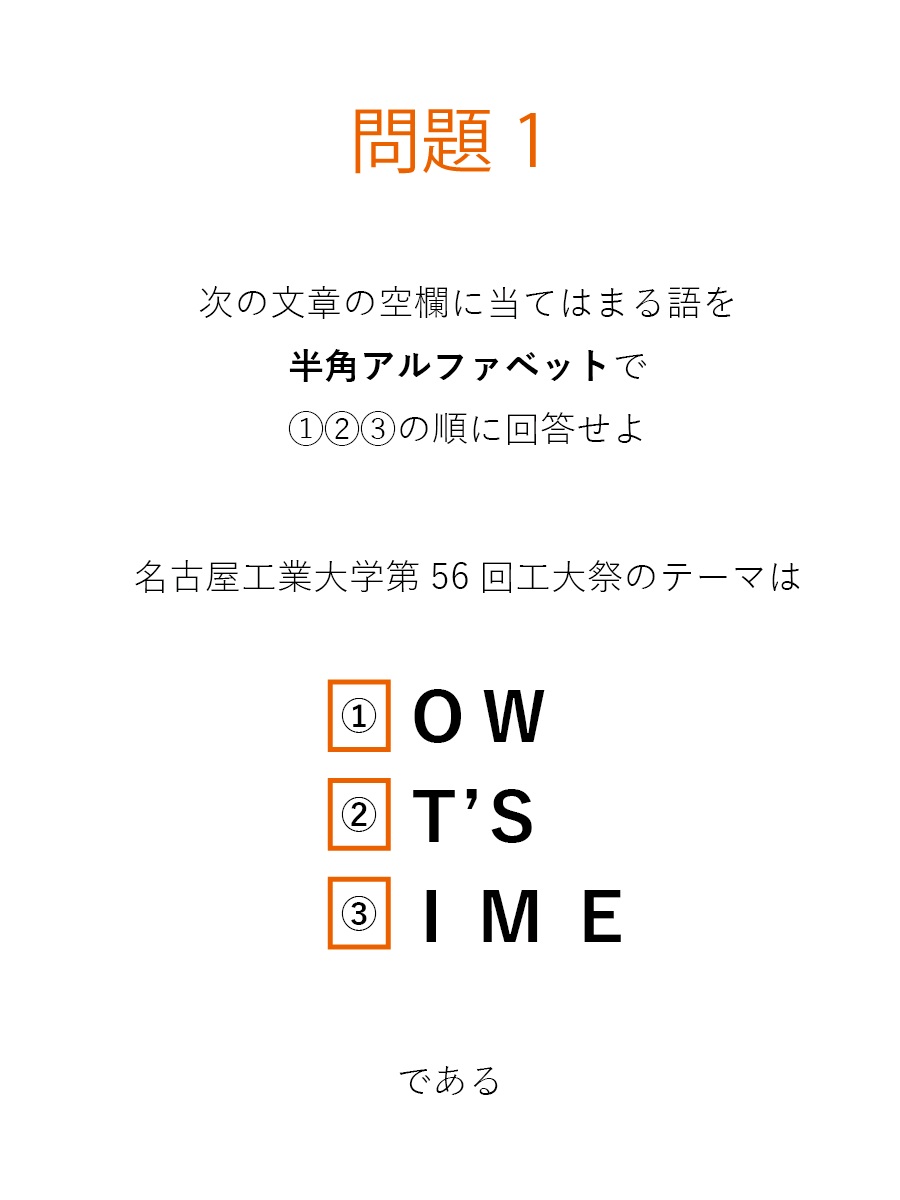 問題 1
次の文章の空欄に当てはまる語を
半角アルファベットで
①②③の順に回答せよ
名古屋工業大学第 56 回工大祭のテーマは
① O W
② T’S
③ I M E
である